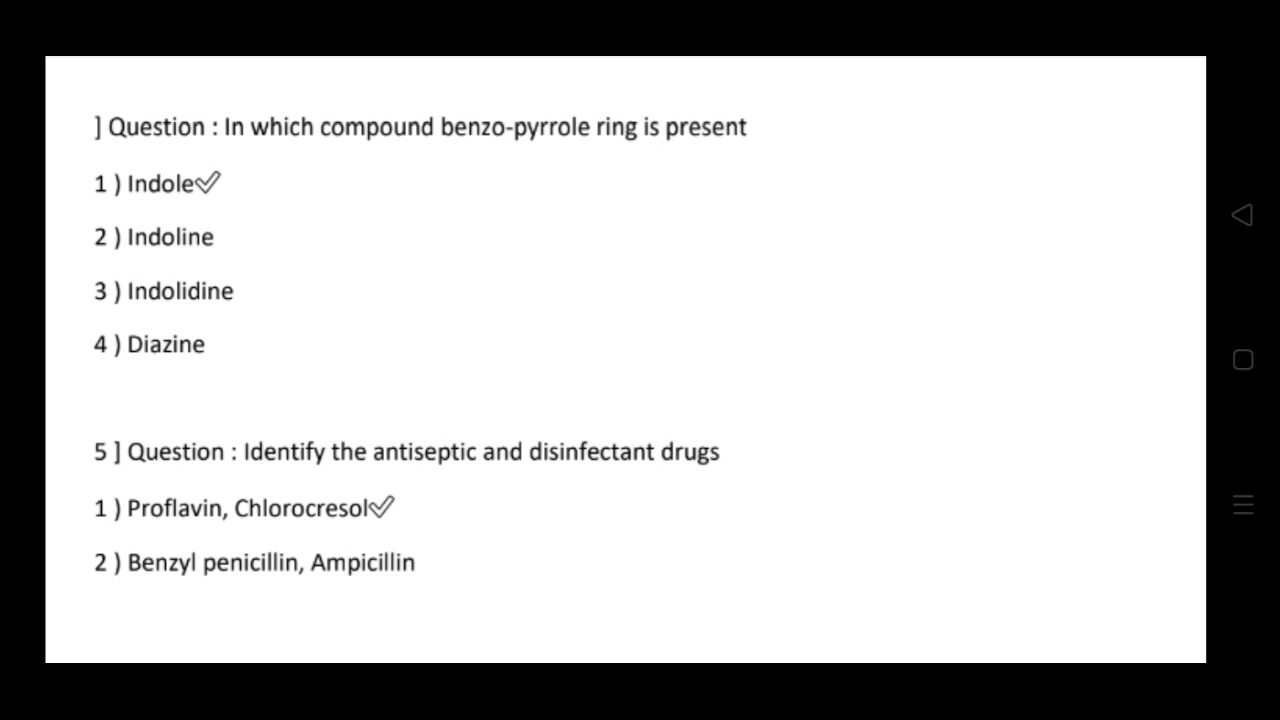 ] Question : In which compound benzo-pyrrole ring is present
1 ) Indole✓
2 ) Indoline
3 ) Indolidine
4 ) Diazine
5 ] Question : Identify the antiseptic and disinfectant drugs
1 ) Proflavin, Chlorocresol✓
2 ) Benzyl penicillin, Ampicillin